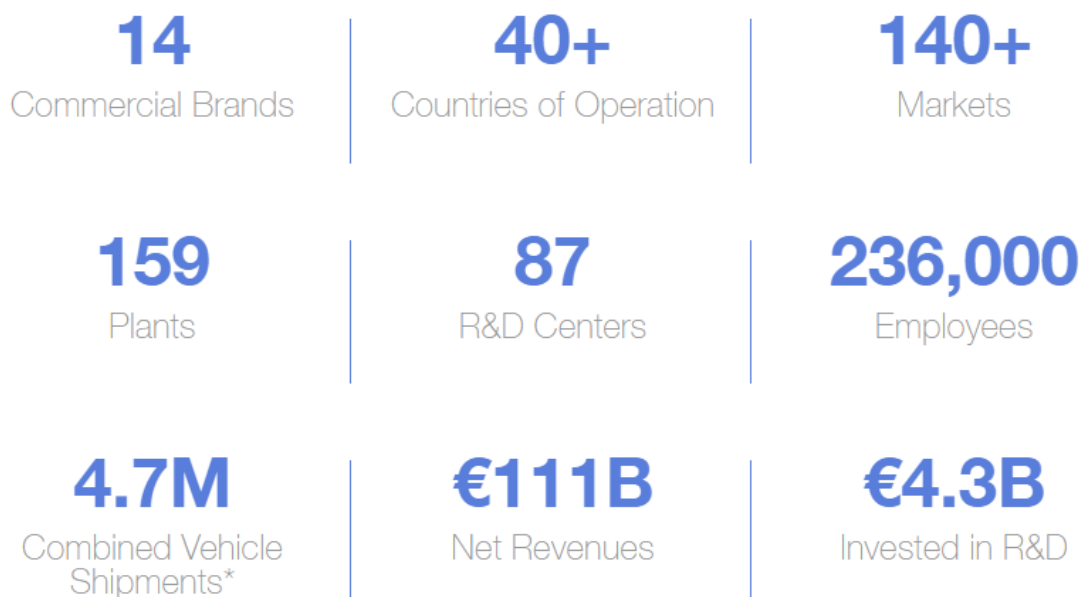 14
Commercial Brands
40+
Countries of Operation
140+
Markets
159
Plants
87
R&D Centers
236,000
Employees
4.7M
Combined Vehicle
Shipments*
€111B
Net Revenues
€4.3B
Invested in R&D